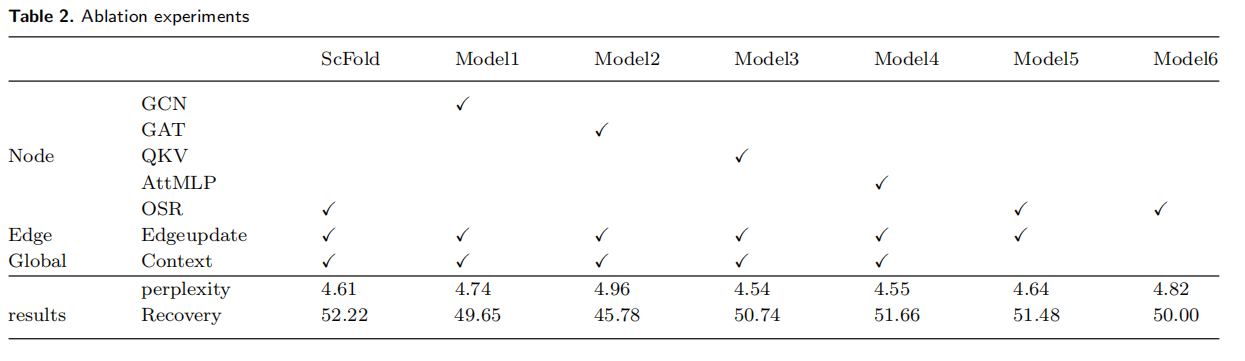 Table 2. Ablation experiments
ScFold Model1 Model2 Model3 Model4 Model5 Model6
GCN ✓
GAT ✓
Node QKV ✓
AttMLP ✓
OSR ✓ ✓ ✓
Edge Edgeupdate ✓ ✓ ✓ ✓ ✓ ✓
Global Context ✓ ✓ ✓ ✓ ✓
perplexity 4.61 4.74 4.96 4.54 4.55 4.64 4.82
results Recovery 52.22 49.65 45.78 50.74 51.66 51.48 50.00